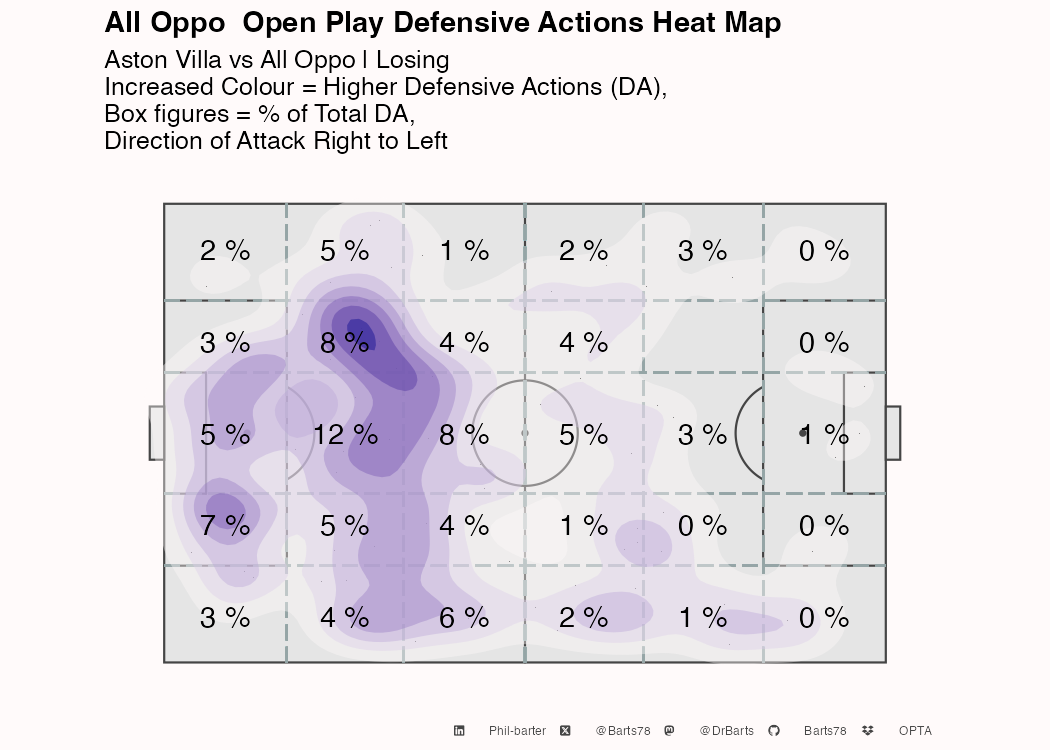 All Oppo  Open Play Defensive Actions Heat Map
Aston Villa vs All Oppo | Losing
Increased Colour = Higher Defensive Actions (DA),
Box figures = % of Total DA,
Direction of Attack Right to Left
2 % 5 % 1 % 2 % 3 % 0 %
3 % 8 % 4 % 4 % 0 %
5 % 12 % 8 % 5 % 3 % 1 %
7 % 5 % 4 % 1 % 0 % 0 %
3 % 4 % 6 % 2 % 1 % 0 %
Phil-barter @Barts78 @DrBarts Barts78 OPTA